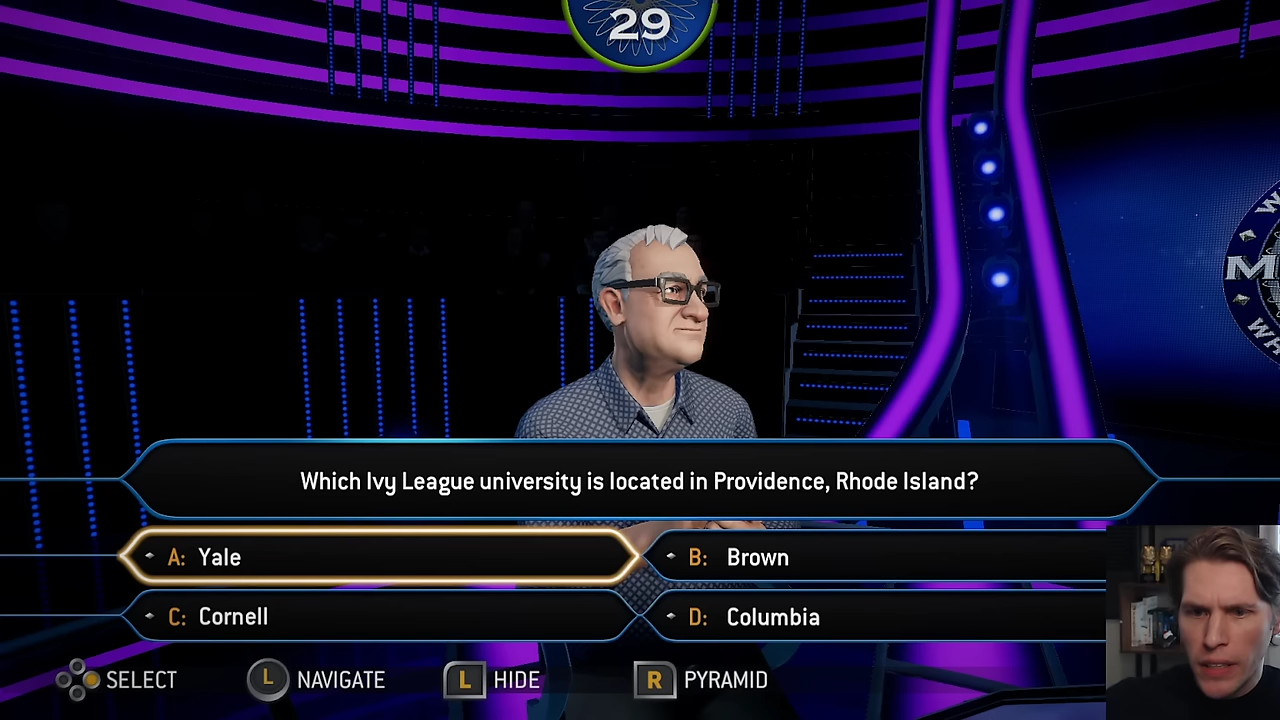 29
Which Ivy League university is located in Providence, Rhode Island?
A: Yale
B: Brown
C: Cornell
D: Columbia
SELECT
L NAVIGATE
L HIDE
R PYRAMID